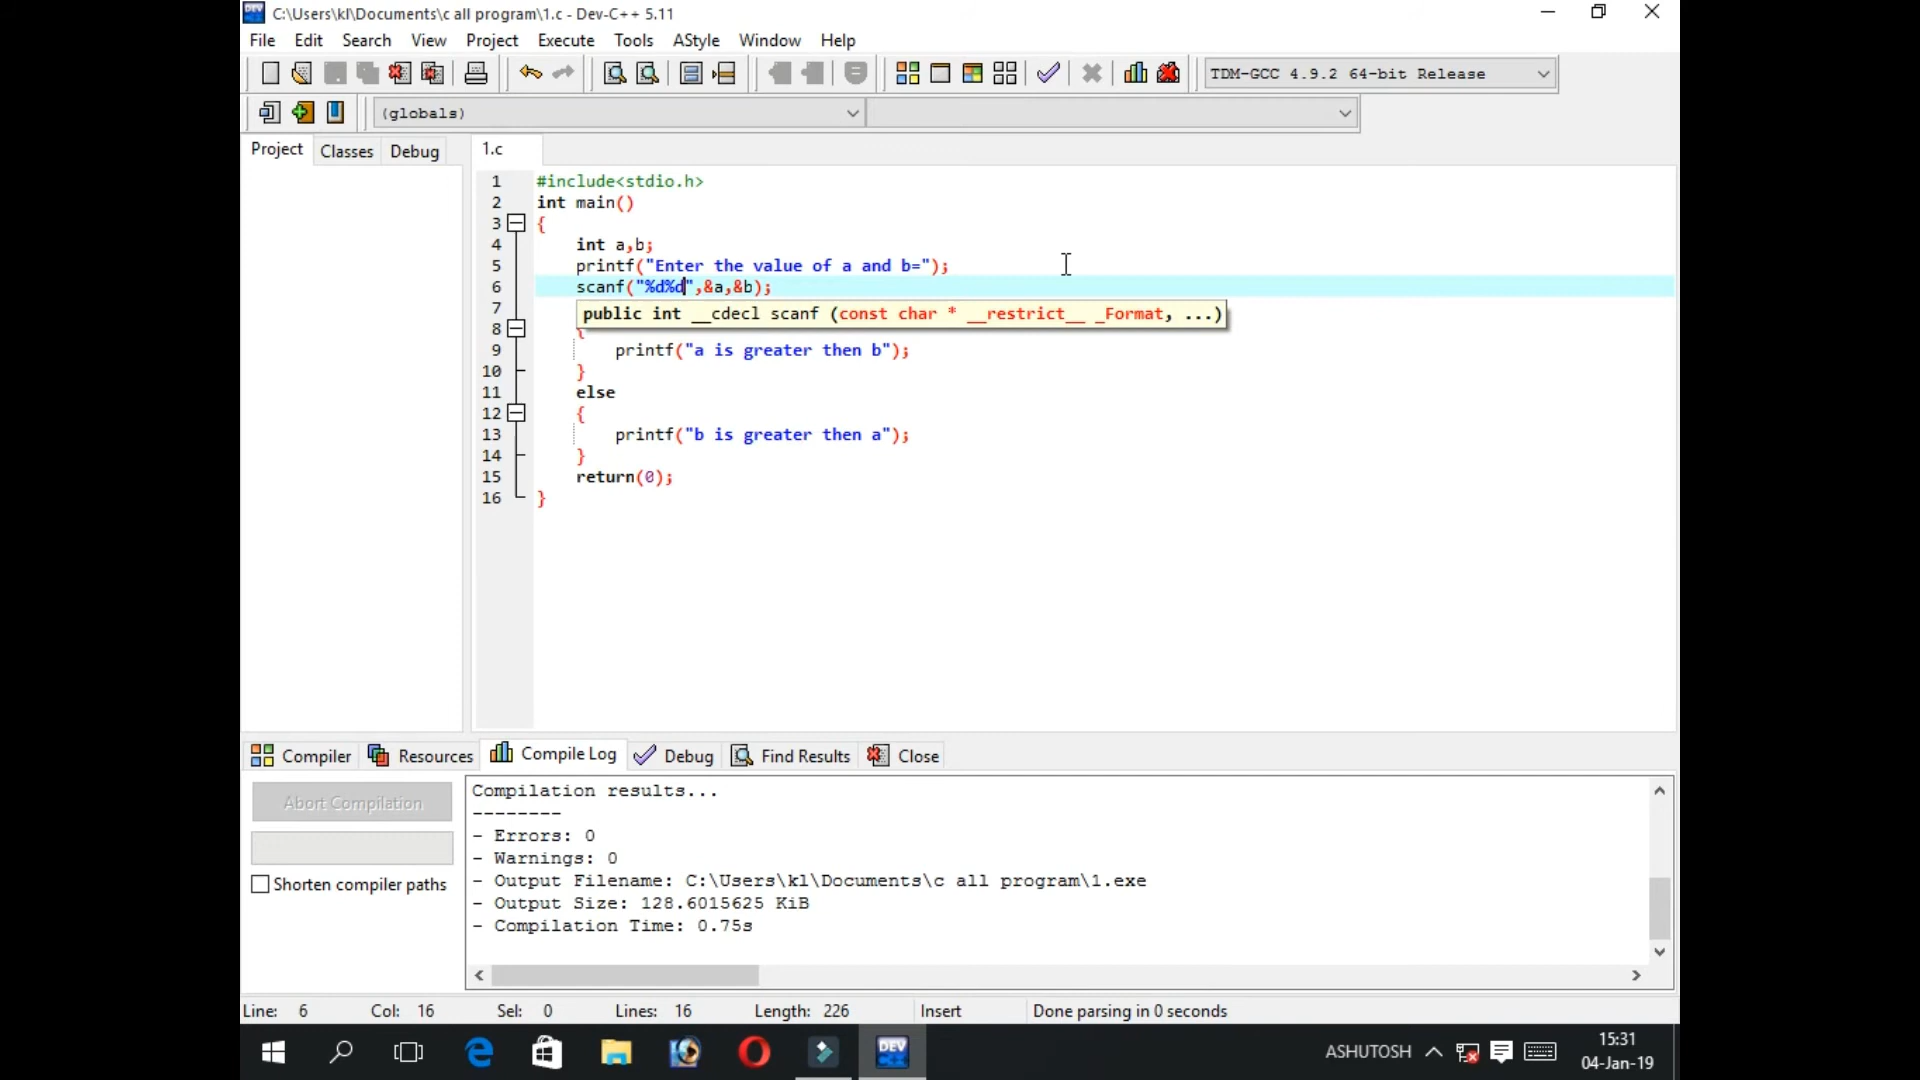 C:\Users\kl\Documents\c all program\1.c - Dev-C++ 5.11
File Edit Search View Project Execute Tools AStyle Window Help
TDM-GCC 4.9.2 64-bit Release
(globals)
Project Classes Debug
1.c
1 #include<stdio.h>
2 int main()
3 {
4 int a,b;
5 printf("Enter the value of a and b=");
6 scanf("%d%d",&a,&b);
7 public int __cdecl scanf (const char * __restrict__ _Format, ...)
8 {
9 printf("a is greater then b");
10 }
11 else
12 {
13 printf("b is greater then a");
14 }
15 return(0);
16 }
Compiler Resources Compile Log Debug Find Results Close
Abort Compilation
Shorten compiler paths
Compilation results...
--------
- Errors: 0
- Warnings: 0
- Output Filename: C:\Users\kl\Documents\c all program\1.exe
- Output Size: 128.6015625 KiB
- Compilation Time: 0.75s
Line: 6 Col: 16 Sel: 0 Lines: 16 Length: 226 Insert Done parsing in 0 seconds
DEV
ASHUTOSH
15:31
04-Jan-19